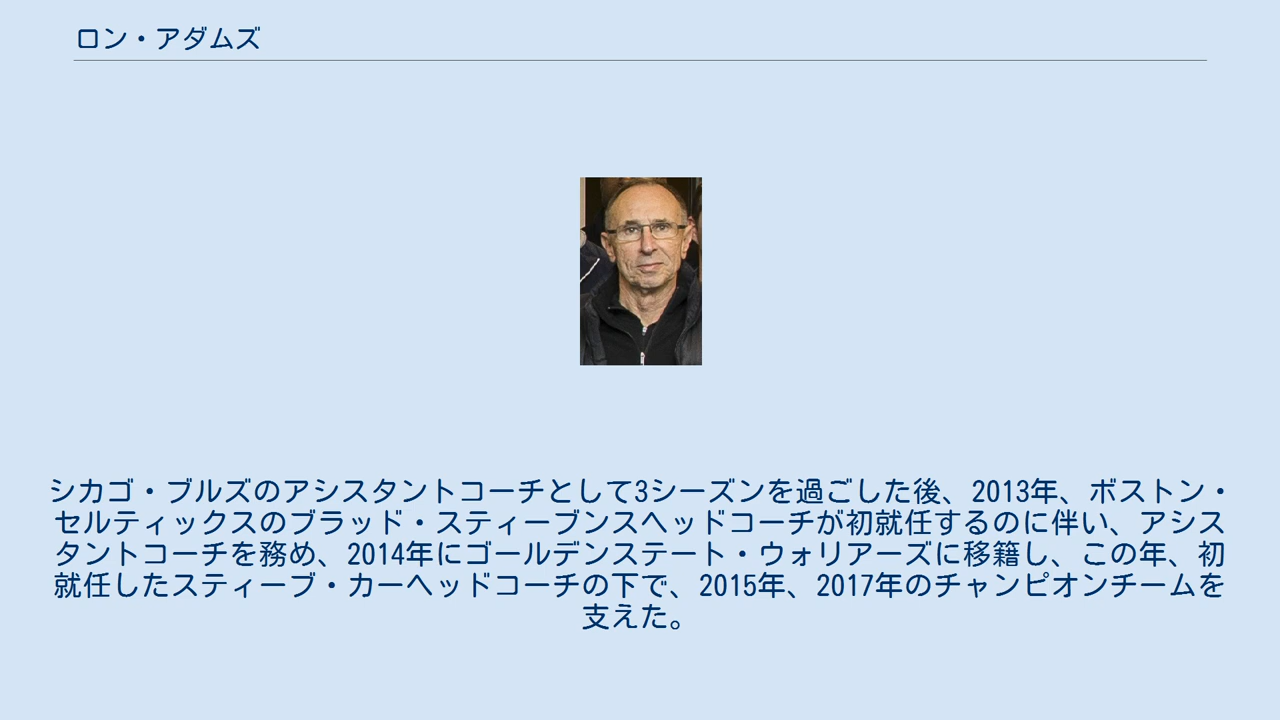 ロン・アダムズ
シカゴ・ブルズのアシスタントコーチとして3シーズンを過ごした後、2013年、ボストン・
セルティックスのブラッド・スティーブンスヘッドコーチが初就任するのに伴い、アシス
タントコーチを務め、2014年にゴールデンステート・ウォリアーズに移籍し、この年、初
就任したスティーブ・カーヘッドコーチの下で、2015年、2017年のチャンピオンチームを
支えた。